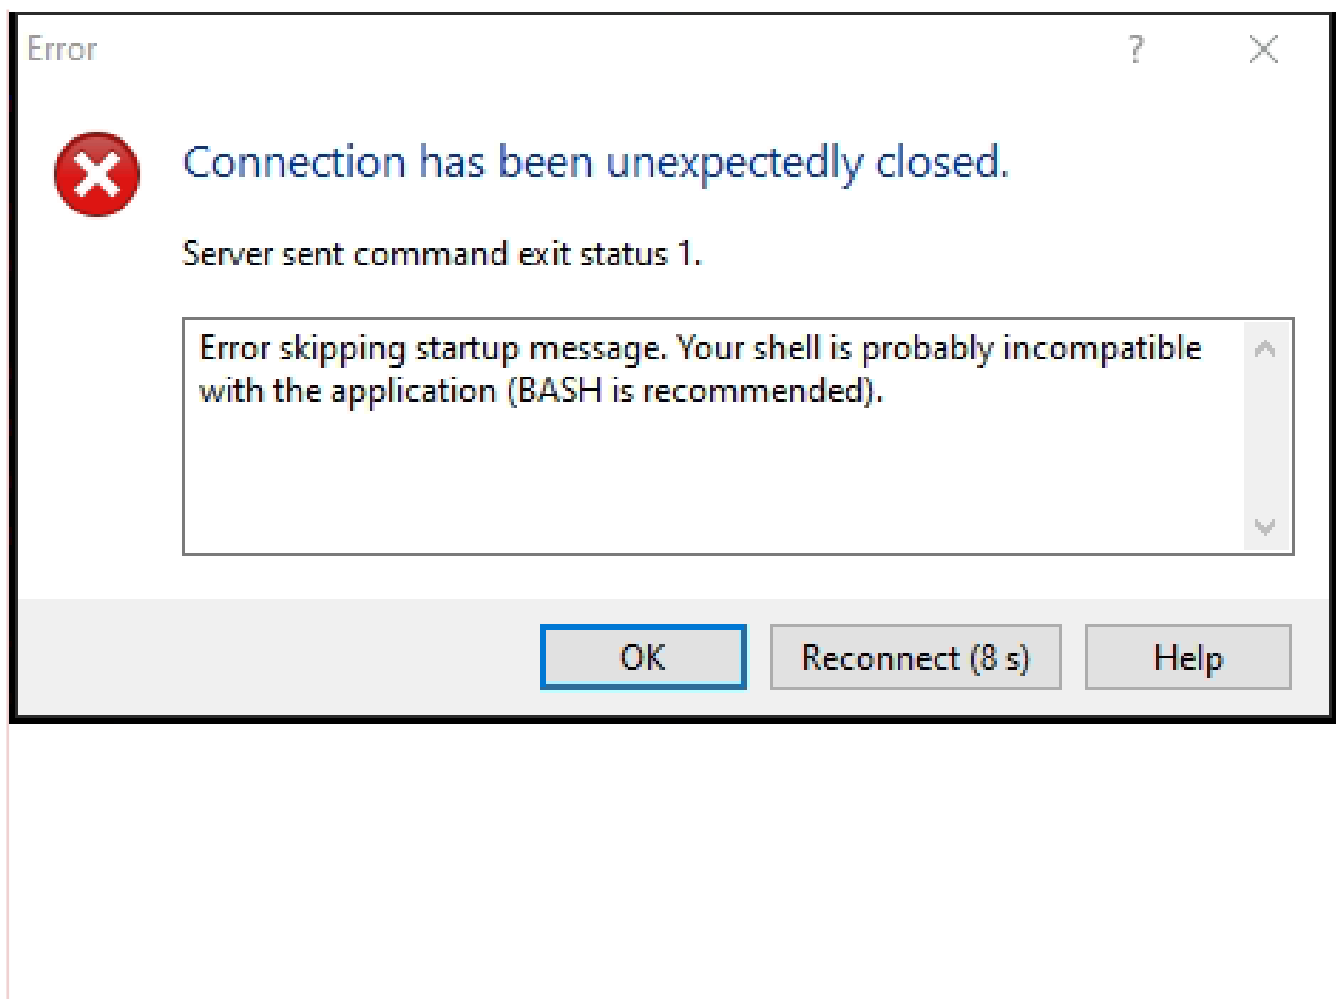 Error
?
Connection has been unexpectedly closed.
Server sent command exit status 1.
Error skipping startup message. Your shell is probably incompatible
with the application (BASH is recommended).
OK
Reconnect (8 s)
Help